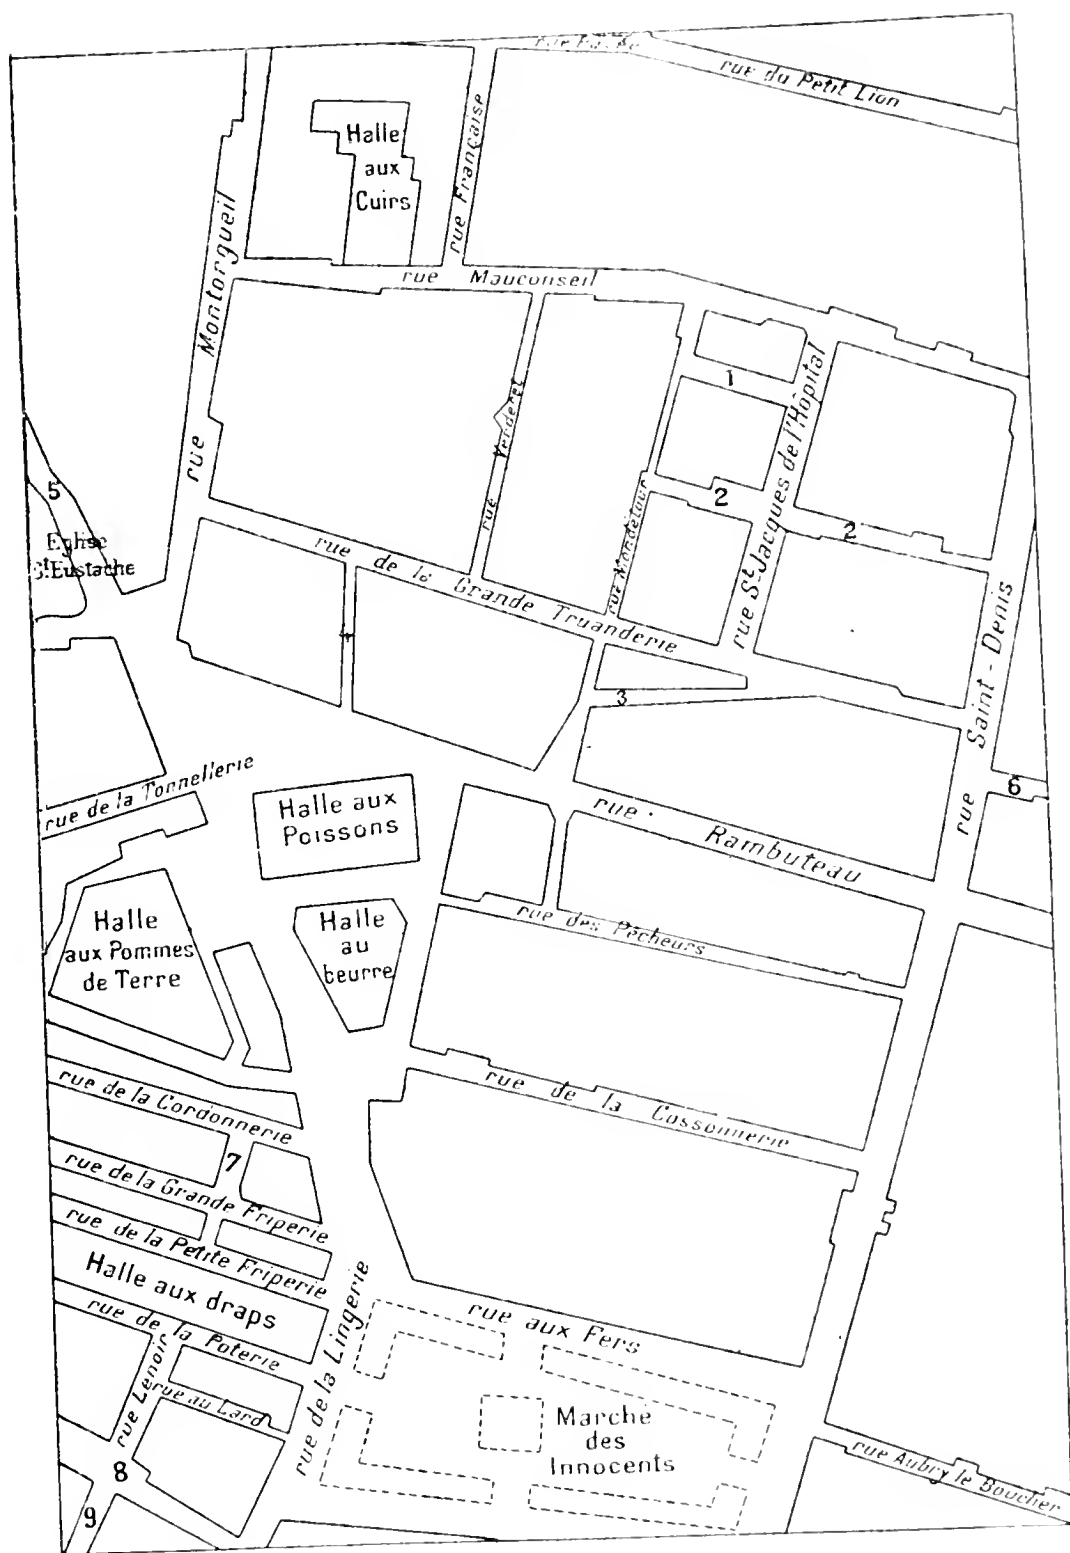 rue du Petit Lion
Halle
aux
Cuirs
rue Française
rue Montorgueil
rue Mauconseil
1
rue Verderet
rue St Jacques de l'Hôpital
2
2
rue Mondétour
5
Eglise
St Eustache
rue de la Grande Truanderie
4
3
rue Saint-Denis
6
rue de la Tonnellerie
Halle aux
Poissons
rue Rambuteau
Halle
aux Pommes
de Terre
Halle
au
beurre
rue des Pêcheurs
rue de la Cossonnerie
rue de la Cordonnerie
7
rue de la Grande Friperie
rue de la Petite Friperie
Halle aux draps
rue de la Poterie
rue Lenoir
rue au Lard
rue de la Lingerie
rue aux Fers
Marché
des
Innocents
rue Aubry le Boucher
8
9